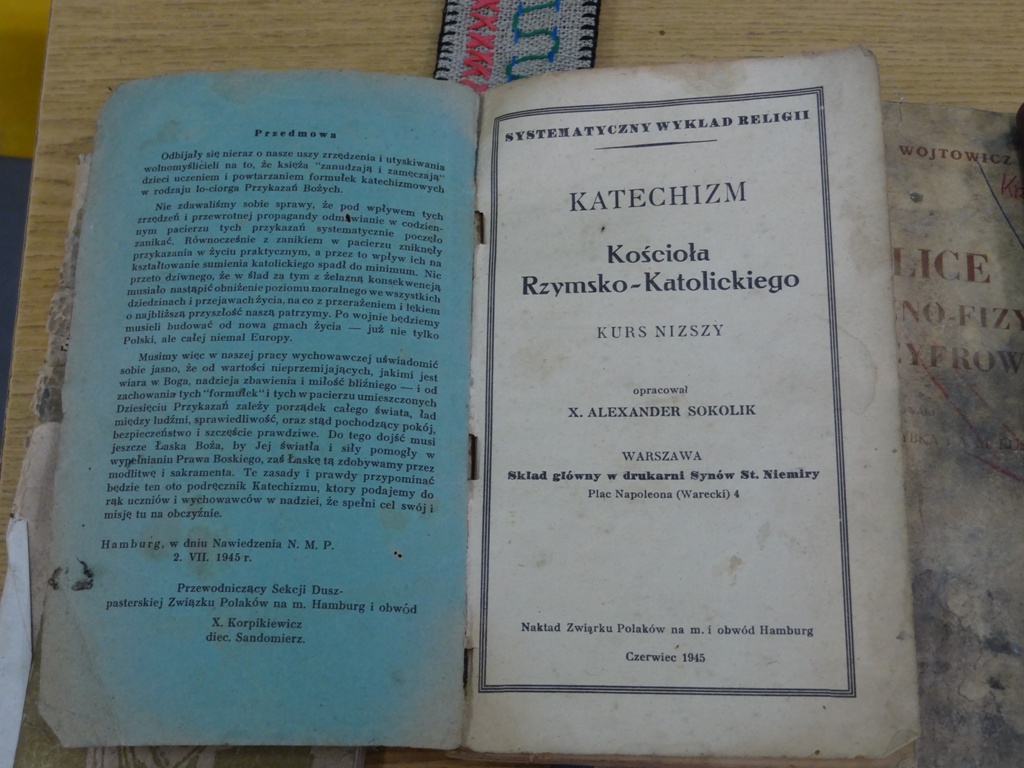 Przedmowa
Odbijały się nieraz o nasze uszy zrzędzenia i utyskiwania
wolnomyślicieli na to, że księża "zanudzają i zamęczają"
dzieci uczeniem i powtarzaniem formułek katechizmowych
w rodzaju lo-ciorga Przykazań Bożych.
Nie zdawaliśmy sobie sprawy, że pod wpływem tych
zrzędzeń i przewrotnej propagandy odmawianie w codzien-
nym pacierzu tych przykazań systematycznie poczęło
zanikać. Równocześnie z zanikiem w pacierzu zniknęły
przykazania w życiu praktycznym, a przez to wpływ ich na
kształtowanie sumienia katolickiego spadł do minimum. Nic
przeto dziwnego, że w ślad za tym z żelazną konsekwencją
musiało nastąpić obniżenie poziomu moralnego we wszystkich
dziedzinach i przejawach życia, na co z przerażeniem i lękiem
o najbliższą przyszłość naszą patrzymy. Po wojnie będziemy
musieli budować od nowa gmach życia — już nie tylko
Polski, ale całej niemal Europy.
Musimy więc w naszej pracy wychowawczej uświadomić
sobie jasno, że od wartości nieprzemijających, jakimi jest
wiara w Boga, nadzieja zbawienia i miłość bliźniego — i od
zachowania tych "formułek" i tych w pacierzu umieszczonych
Dziesięciu Przykazań zależy porządek całego świata, ład
między ludźmi, sprawiedliwość, oraz stąd pochodzący pokój,
bezpieczeństwo i szczęście prawdziwe. Do tego dojść musi
jeszcze Łaska Boża, by Jej światła i siły pomogły w
wypełnianiu Prawa Boskiego, zaś Łaskę tą zdobywamy przez
modlitwę i sakramenta. Te zasady i prawdy przypominać
będzie ten oto podręcznik Katechizmu, ktory podajemy do
rąk uczniów i wychowawców w nadziei, że spełni cel swój i
misję tu na obczyźnie.
Hamburg, w dniu Nawiedzenia N. M. P.
2. VII. 1945 r.
Przewodniczący Sekcji Dusz-
pasterskiej Związku Polaków na m. Hamburg i obwód
X. Korpikiewicz
diec. Sandomierz.
SYSTEMATYCZNY WYKLAD RELIGII
KATECHIZM
Kościoła
Rzymsko-Katolickiego
KURS NIZSZY
opracował
X. ALEXANDER SOKOLIK
WARSZAWA
Skład główny w drukarni Synów St. Niemiry
Plac Napoleona (Warecki) 4
Nakład Związku Polaków na m. i obwód Hamburg
Czerwiec 1945
WOJTOWICZ
LICE
NO-FIZY
YFROW